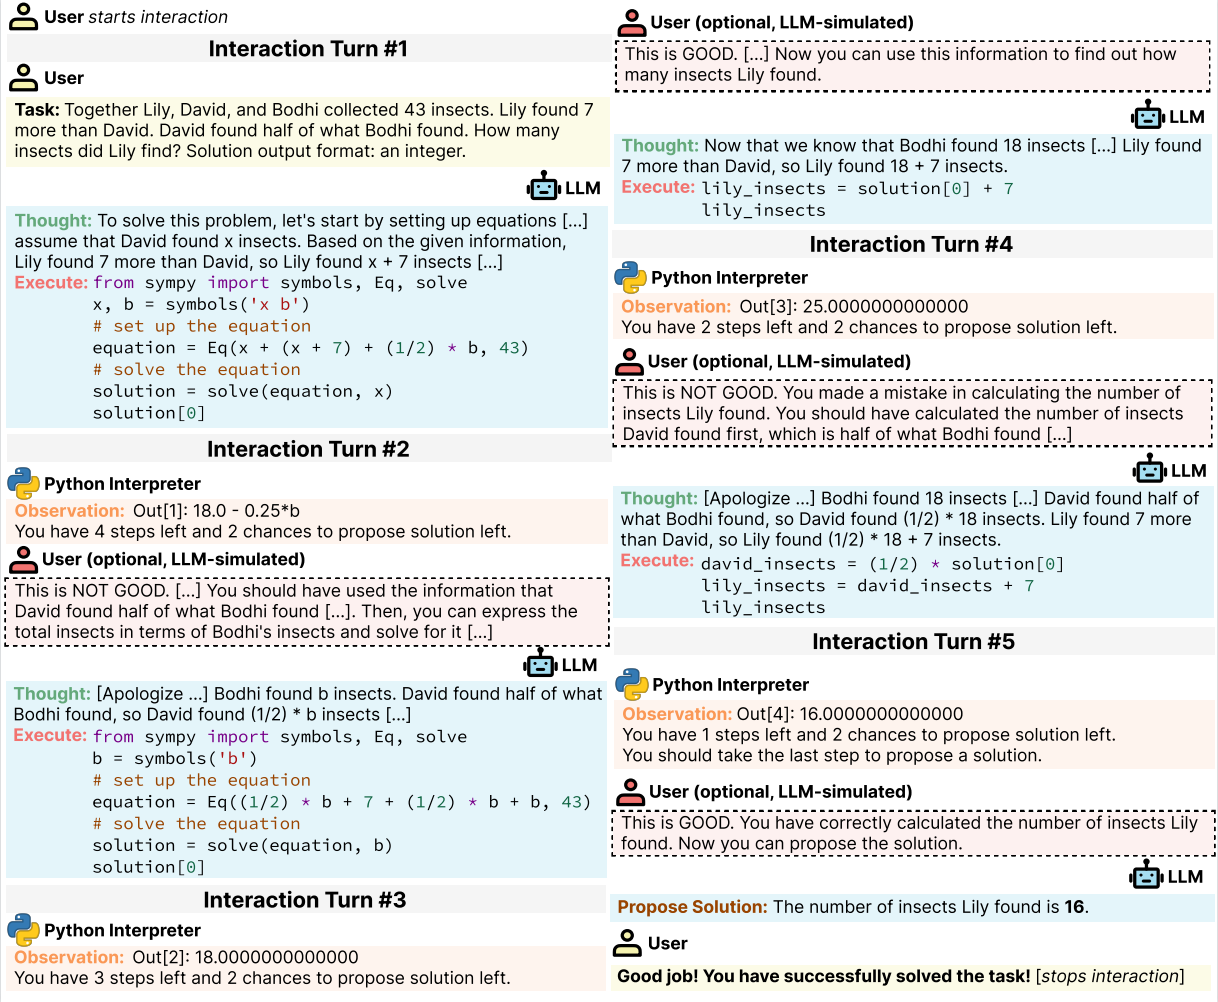 User starts interaction
Interaction Turn #1
User
Task: Together Lily, David, and Bodhi collected 43 insects. Lily found 7
more than David. David found half of what Bodhi found. How many
insects did Lily find? Solution output format: an integer.
LLM
Thought: To solve this problem, let's start by setting up equations [...]
assume that David found x insects. Based on the given information,
Lily found 7 more than David, so Lily found x + 7 insects [...]
Execute: from sympy import symbols, Eq, solve
x, b = symbols('x b')
# set up the equation
equation = Eq(x + (x + 7) + (1/2) * b, 43)
# solve the equation
solution = solve(equation, x)
solution[0]
Interaction Turn #2
Python Interpreter
Observation: Out[1]: 18.0 - 0.25*b
You have 4 steps left and 2 chances to propose solution left.
User (optional, LLM-simulated)
This is NOT GOOD. [...] You should have used the information that
David found half of what Bodhi found [...]. Then, you can express the
total insects in terms of Bodhi's insects and solve for it [...]
LLM
Thought: [Apologize ...] Bodhi found b insects. David found half of what
Bodhi found, so David found (1/2) * b insects [...]
Execute: from sympy import symbols, Eq, solve
b = symbols('b')
# set up the equation
equation = Eq((1/2) * b + 7 + (1/2) * b + b, 43)
# solve the equation
solution = solve(equation, b)
solution[0]
Interaction Turn #3
Python Interpreter
Observation: Out[2]: 18.0000000000000
You have 3 steps left and 2 chances to propose solution left.
User (optional, LLM-simulated)
This is GOOD. [...] Now you can use this information to find out how
many insects Lily found.
LLM
Thought: Now that we know that Bodhi found 18 insects [...] Lily found
7 more than David, so Lily found 18 + 7 insects.
Execute: lily_insects = solution[0] + 7
lily_insects
Interaction Turn #4
Python Interpreter
Observation: Out[3]: 25.0000000000000
You have 2 steps left and 2 chances to propose solution left.
User (optional, LLM-simulated)
This is NOT GOOD. You made a mistake in calculating the number of
insects Lily found. You should have calculated the number of insects
David found first, which is half of what Bodhi found [...]
LLM
Thought: [Apologize ...] Bodhi found 18 insects [...] David found half of
what Bodhi found, so David found (1/2) * 18 insects. Lily found 7 more
than David, so Lily found (1/2) * 18 + 7 insects.
Execute: david_insects = (1/2) * solution[0]
lily_insects = david_insects + 7
lily_insects
Interaction Turn #5
Python Interpreter
Observation: Out[4]: 16.0000000000000
You have 1 steps left and 2 chances to propose solution left.
You should take the last step to propose a solution.
User (optional, LLM-simulated)
This is GOOD. You have correctly calculated the number of insects Lily
found. Now you can propose the solution.
LLM
Propose Solution: The number of insects Lily found is 16.
User
Good job! You have successfully solved the task! [stops interaction]